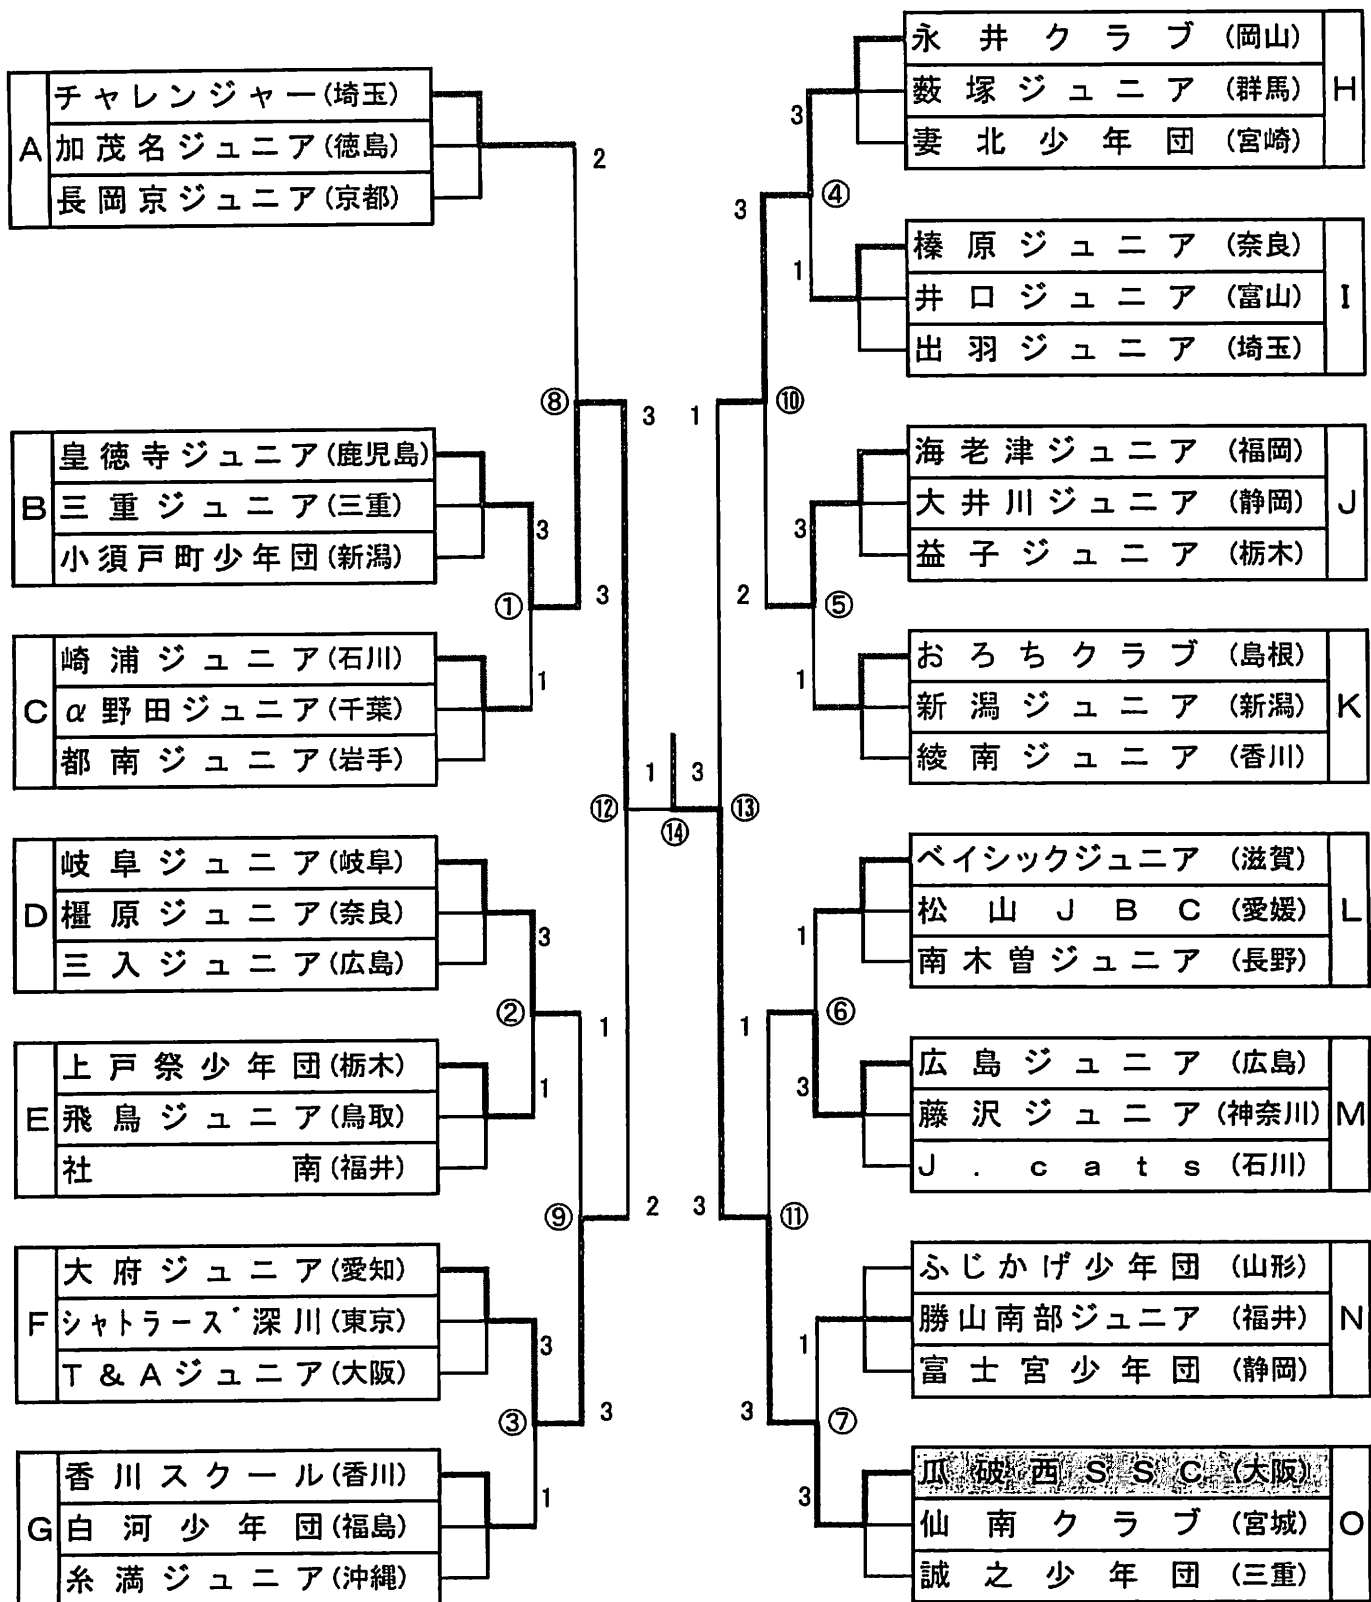 A
チャレンジャー(埼玉)
加茂名ジュニア(徳島)
長岡京ジュニア(京都)
2
⑧
3
B
皇徳寺ジュニア(鹿児島)
三重ジュニア(三重)
小須戸町少年団(新潟)
3
①
3
C
崎浦ジュニア(石川)
α野田ジュニア(千葉)
都南ジュニア(岩手)
1
⑫
1
D
岐阜ジュニア(岐阜)
橿原ジュニア(奈良)
三入ジュニア(広島)
3
②
1
E
上戸祭少年団(栃木)
飛鳥ジュニア(鳥取)
社南(福井)
1
⑨
2
F
大府ジュニア(愛知)
シャトラーズ深川(東京)
T&Aジュニア(大阪)
3
③
3
G
香川スクール(香川)
白河少年団(福島)
糸満ジュニア(沖縄)
1
⑭
永井クラブ(岡山)
薮塚ジュニア(群馬)
妻北少年団(宮崎)
H
3
④
3
榛原ジュニア(奈良)
井口ジュニア(富山)
出羽ジュニア(埼玉)
I
1
1
⑩
海老津ジュニア(福岡)
大井川ジュニア(静岡)
益子ジュニア(栃木)
J
3
2
⑤
おろちクラブ(島根)
新潟ジュニア(新潟)
綾南ジュニア(香川)
K
1
3
⑬
ベイシックジュニア(滋賀)
松山JBC(愛媛)
南木曽ジュニア(長野)
L
1
1
⑥
広島ジュニア(広島)
藤沢ジュニア(神奈川)
J.cats(石川)
M
3
3
⑪
ふじかげ少年団(山形)
勝山南部ジュニア(福井)
富士宮少年団(静岡)
N
1
3
⑦
瓜破西SSC(大阪)
仙南クラブ(宮城)
誠之少年団(三重)
O
3